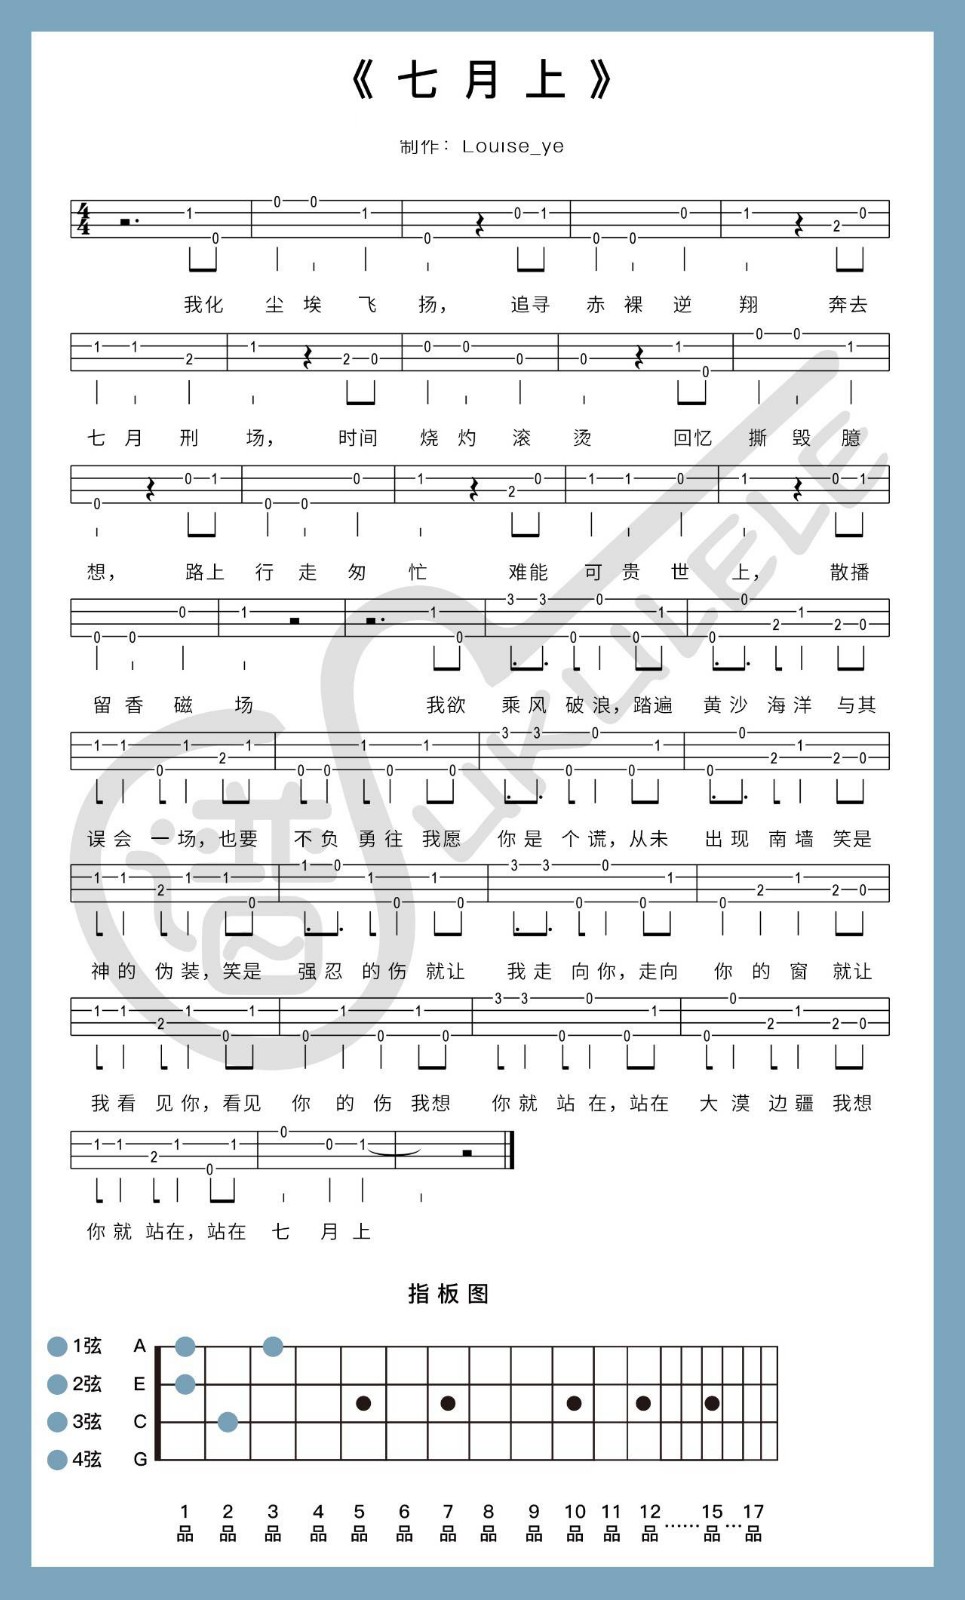 《七月上》
制作：Louise_ye
4 4 1 0 0 0 1 0 0 1 0 0 0 1 2 0
我化 尘 埃 飞 扬， 追寻 赤 裸 逆 翔 奔去
1 1 2 1 2 0 0 0 0 0 1 0 0 0 1
七 月 刑 场， 时间 烧 灼 滚 烫 回忆 撕 毁 臆
0 0 1 0 0 0 1 2 0 1 1 0 1 0 1
想， 路上 行 走 匆 忙 难能 可 贵 世 上， 散播
0 0 0 1 1 0 3 3 0 0 0 1 0 0 2 1 2 0
留 香 磁 场 我欲 乘 风 破 浪，踏遍 黄 沙 海 洋 与其
1 1 0 1 2 1 0 0 1 0 1 0 3 3 0 0 0 1 0 0 2 1 2 0
误 会 一 场，也要 不 负 勇 往 我愿 你 是 个 谎，从未 出 现 南 墙 笑是
1 1 2 1 1 0 1 0 1 0 1 0 3 3 0 0 0 1 0 2 1 2 0
神 的 伪 装，笑是 强 忍 的 伤 就让 我 走 向 你，走向 你 的 窗 就让
1 1 2 1 0 1 0 1 0 1 0 3 3 0 0 0 1 0 0 2 1 2 0
我 看 见 你，看见 你 的 伤 我想 你 就 站 在，站在 大 漠 边 疆 我想
1 1 2 1 0 1 0 0 1
你 就 站在，站在 七 月 上
谱 UKULELE
指板图
1弦 A
2弦 E
3弦 C
4弦 G
1 2 3 4 5 6 7 8 9 10 11 12 15 17
品 品 品 品 品 品 品 品 品 品 品 品……品…品